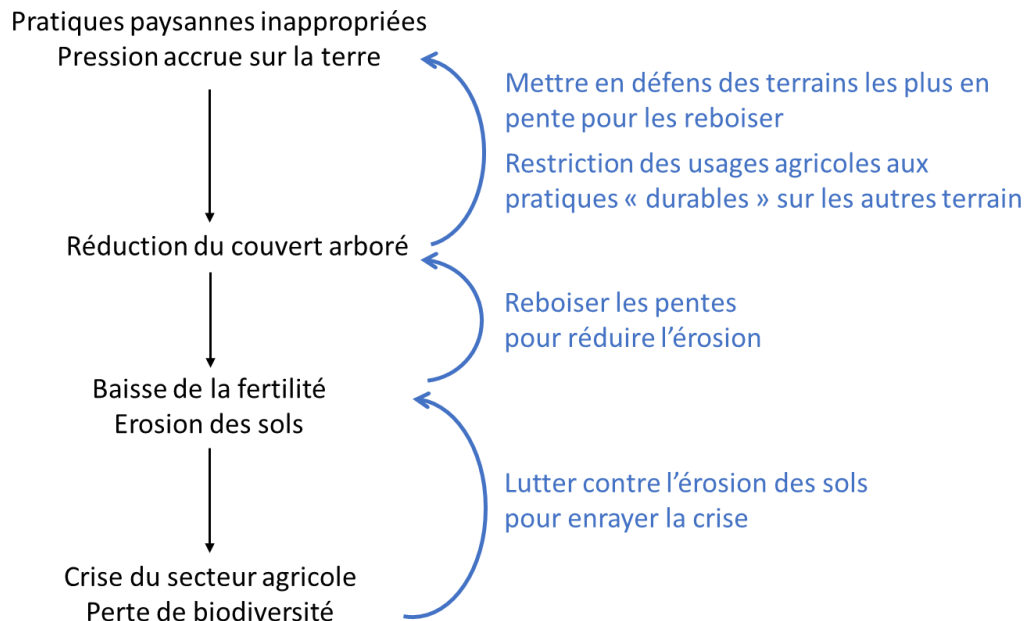 Pratiques paysannes inappropriées
Pression accrue sur la terre
Mettre en défens des terrains les plus en
pente pour les reboiser
Restriction des usages agricoles aux
pratiques « durables » sur les autres terrain
Réduction du couvert arboré
Reboiser les pentes
pour réduire l’érosion
Baisse de la fertilité
Erosion des sols
Lutter contre l’érosion des sols
pour enrayer la crise
Crise du secteur agricole
Perte de biodiversité